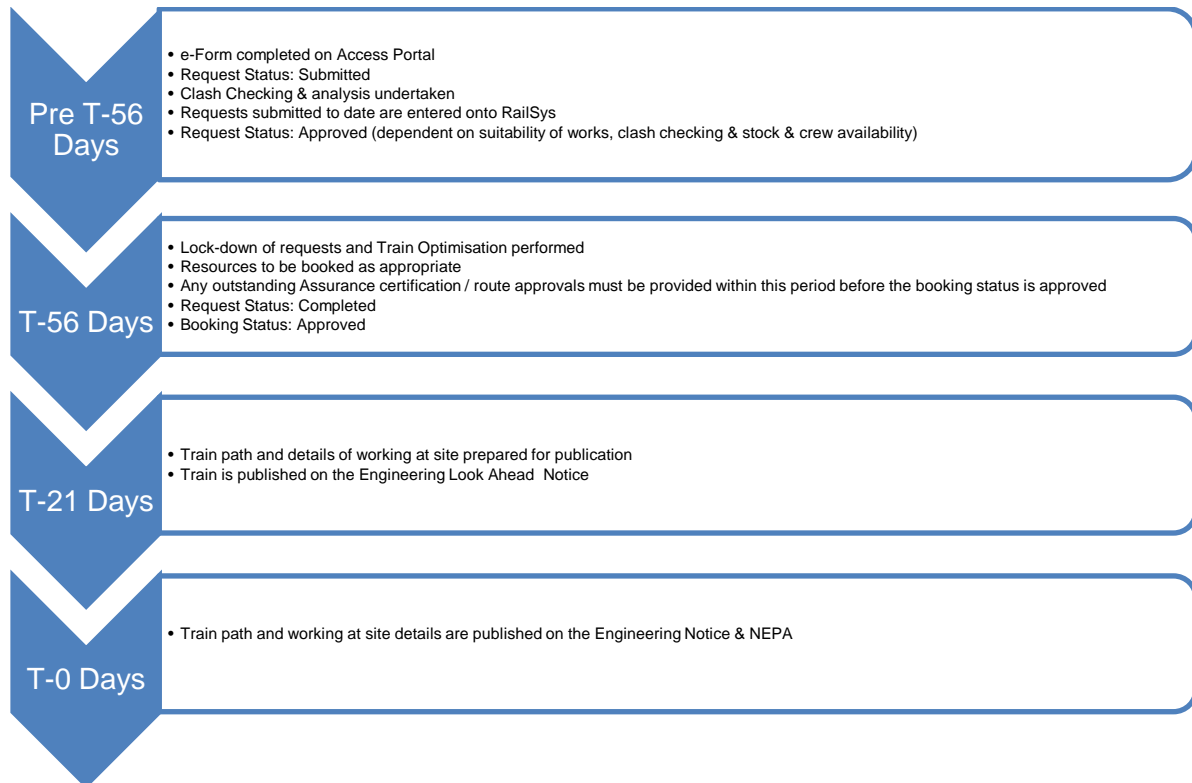 Pre T-56
Days
• e-Form completed on Access Portal
• Request Status: Submitted
• Clash Checking & analysis undertaken
• Requests submitted to date are entered onto RailSys
• Request Status: Approved (dependent on suitability of works, clash checking & stock & crew availability)
T-56 Days
• Lock-down of requests and Train Optimisation performed
• Resources to be booked as appropriate
• Any outstanding Assurance certification / route approvals must be provided within this period before the booking status is approved
• Request Status: Completed
• Booking Status: Approved
T-21 Days
• Train path and details of working at site prepared for publication
• Train is published on the Engineering Look Ahead  Notice
T-0 Days
• Train path and working at site details are published on the Engineering Notice & NEPA